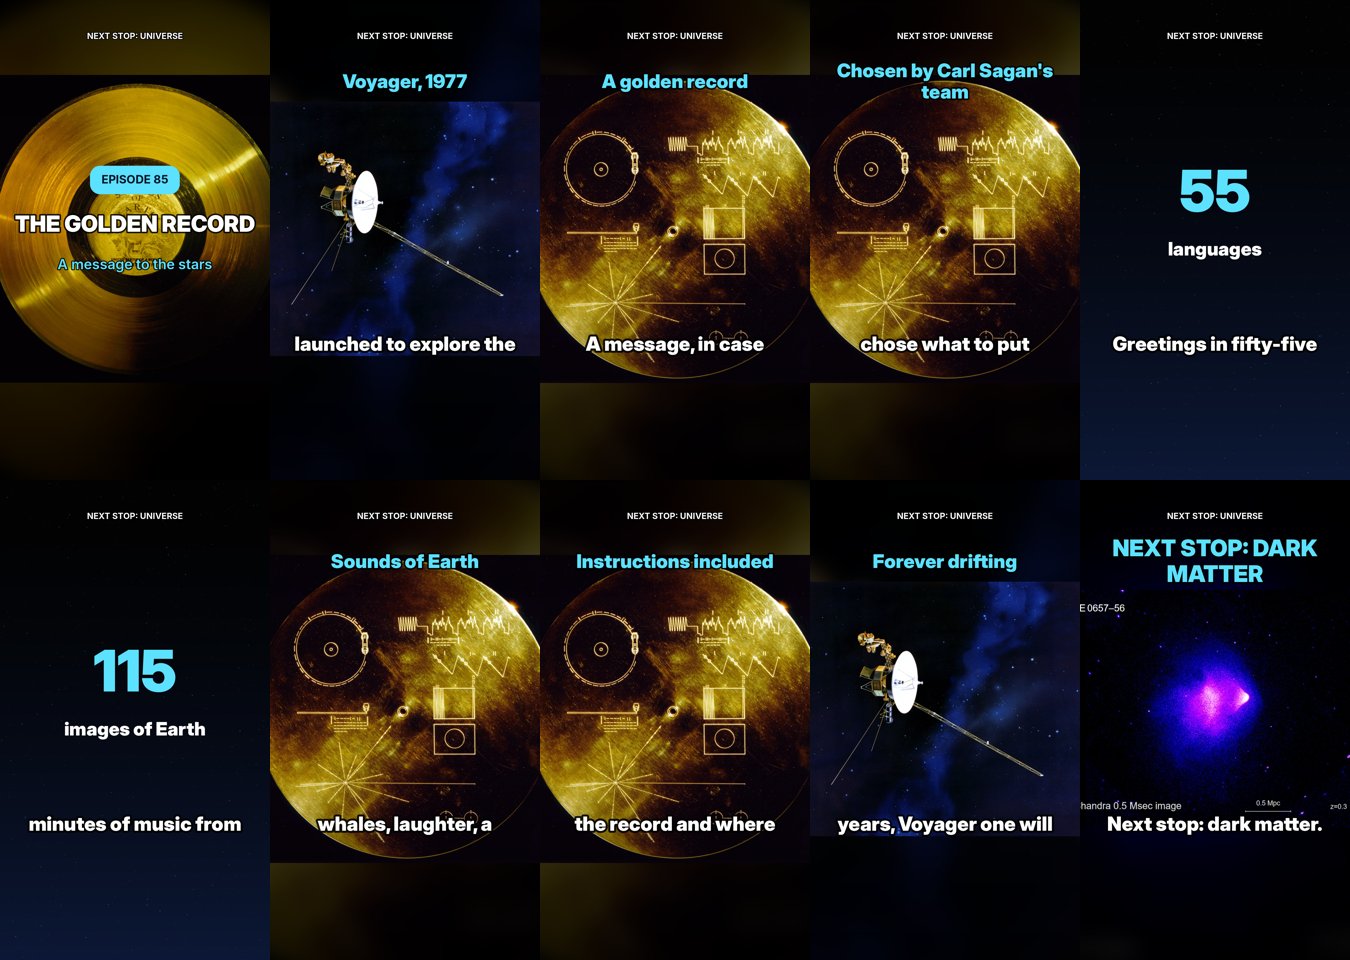 NEXT STOP: UNIVERSE
EPISODE 85
THE GOLDEN RECORD
A message to the stars
NEXT STOP: UNIVERSE
Voyager, 1977
launched to explore the
NEXT STOP: UNIVERSE
A golden record
A message, in case
NEXT STOP: UNIVERSE
Chosen by Carl Sagan's
team
chose what to put
NEXT STOP: UNIVERSE
55
languages
Greetings in fifty-five
NEXT STOP: UNIVERSE
115
images of Earth
minutes of music from
NEXT STOP: UNIVERSE
Sounds of Earth
whales, laughter, a
NEXT STOP: UNIVERSE
Instructions included
the record and where
NEXT STOP: UNIVERSE
Forever drifting
years, Voyager one will
NEXT STOP: UNIVERSE
NEXT STOP: DARK
MATTER
E 0657–56
handra 0.5 Msec image
0.5 Mpc
z=0.3
Next stop: dark matter.